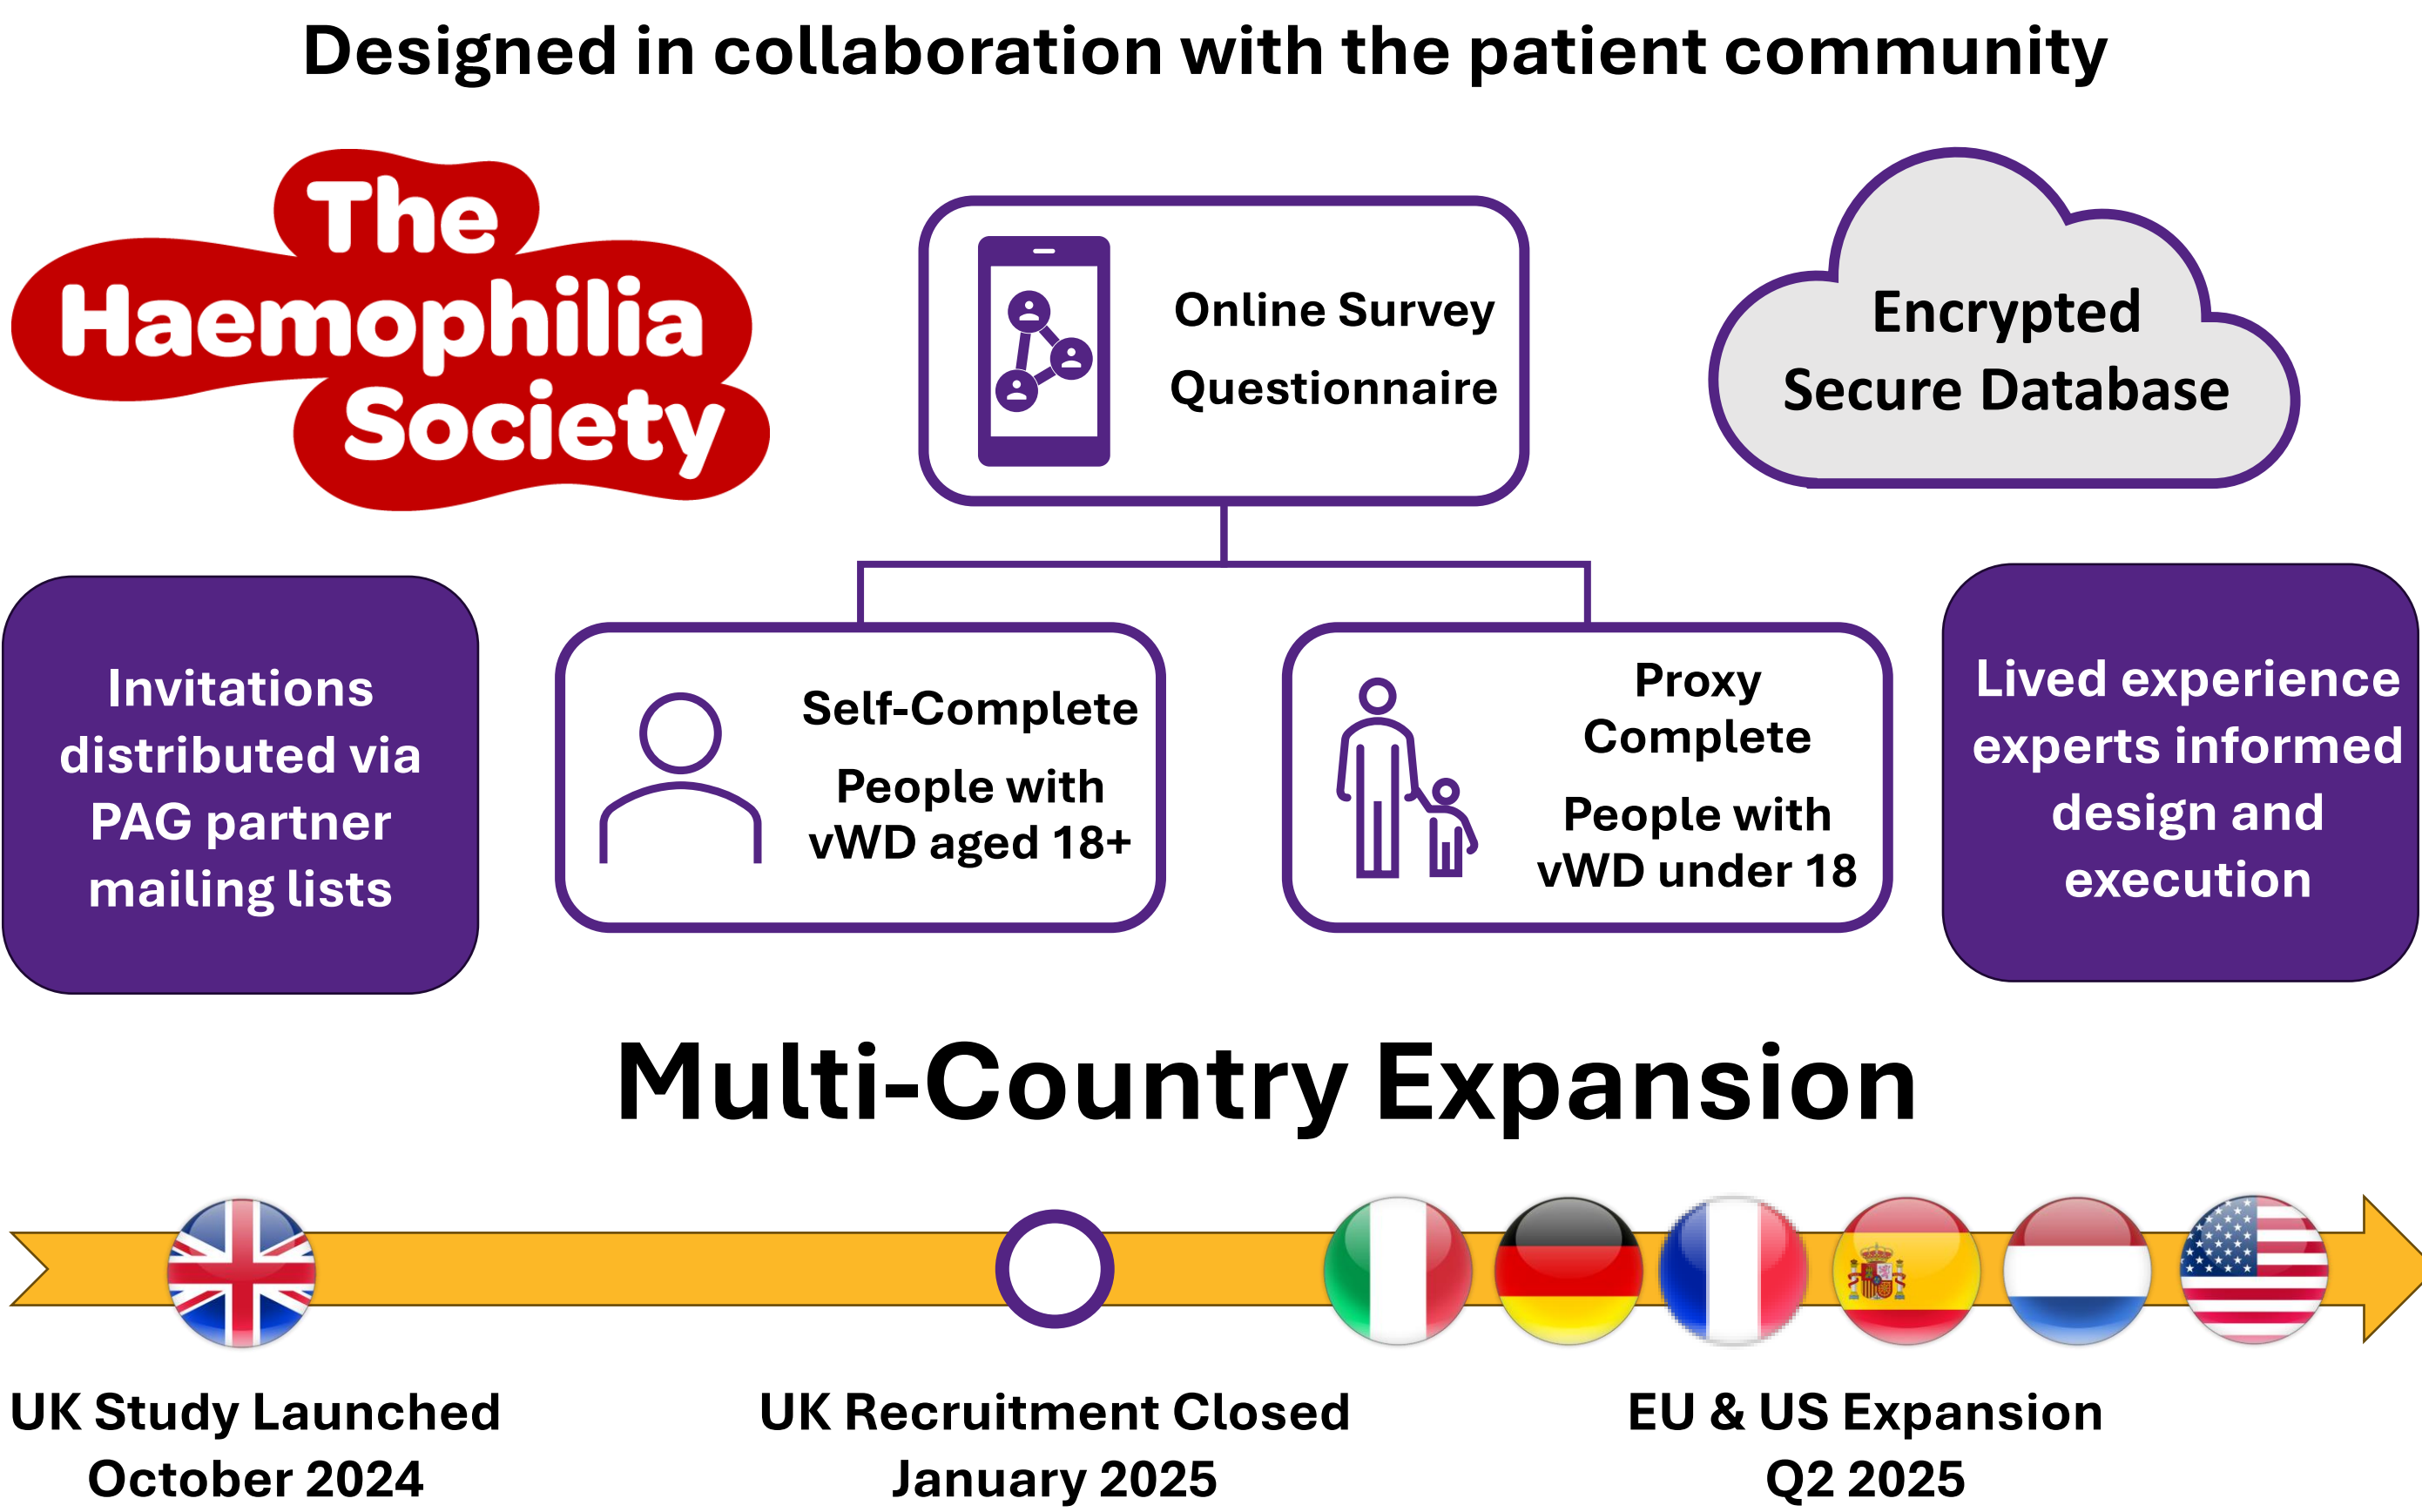 Designed in collaboration with the patient community
The
Haemophilia
Society
Online Survey
Questionnaire
Encrypted
Secure Database
Invitations
distributed via
PAG partner
mailing lists
Self-Complete
People with
vWD aged 18+
Proxy
Complete
People with
vWD under 18
Lived experience
experts informed
design and
execution
Multi-Country Expansion
UK Study Launched
October 2024
UK Recruitment Closed
January 2025
EU & US Expansion
Q2 2025